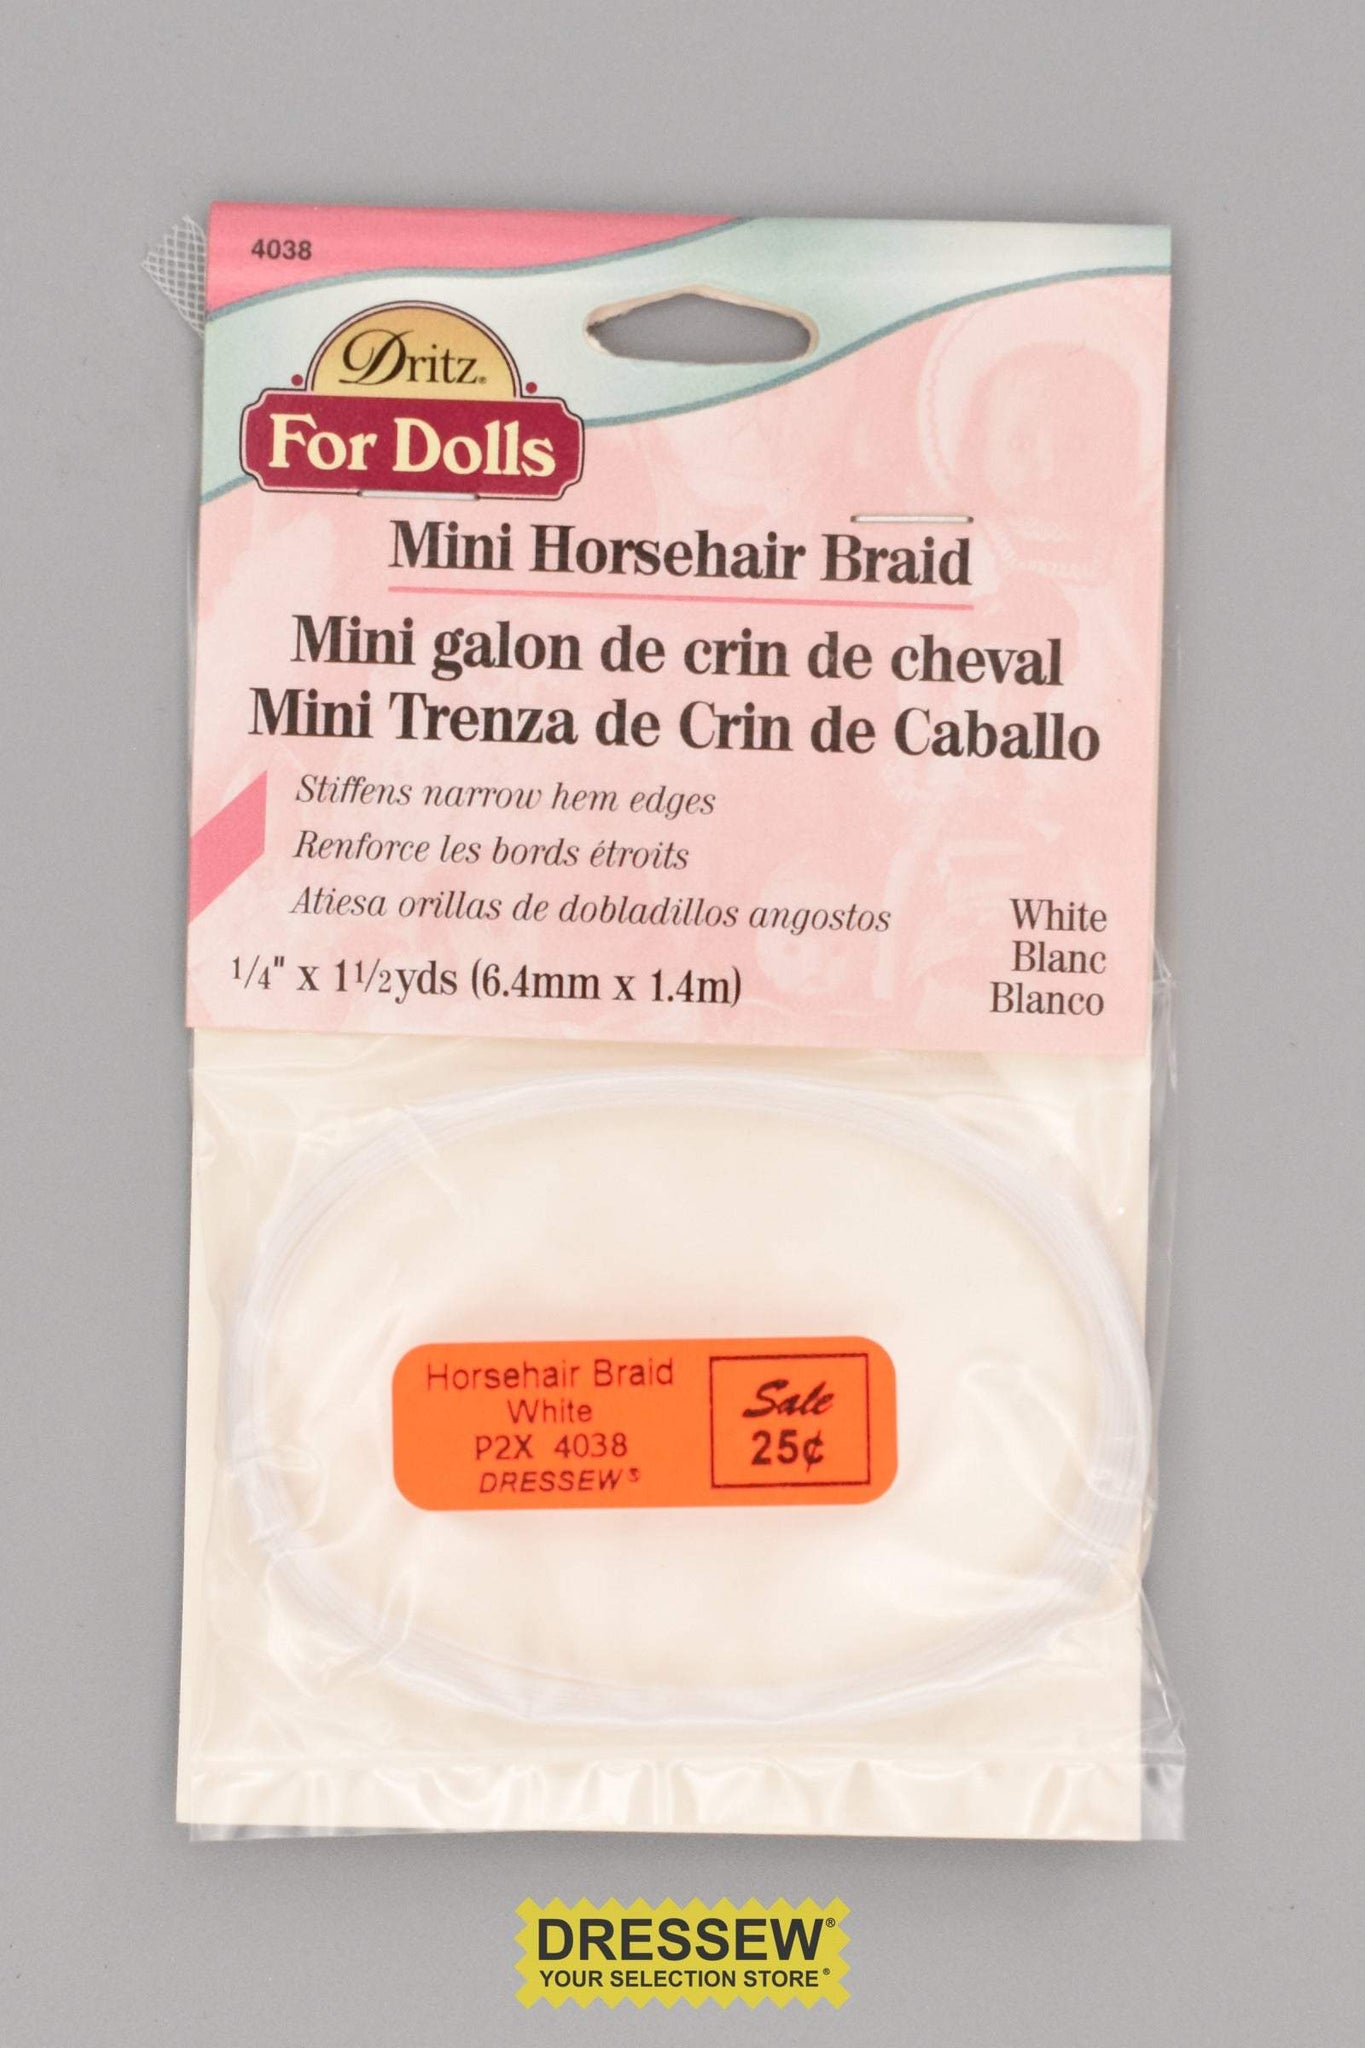 4038
Dritz®
For Dolls
Mini Horsehair Braid
Mini galon de crin de cheval
Mini Trenza de Crin de Caballo
Stiffens narrow hem edges
Renforce les bords étroits
Atiesa orillas de dobladillos angostos
1/4" x 1 1/2 yds (6.4mm x 1.4m)
White
Blanc
Blanco
Horsehair Braid
White
P2X 4038
DRESSEW®
Sale
25¢
DRESSEW®
YOUR SELECTION STORE®